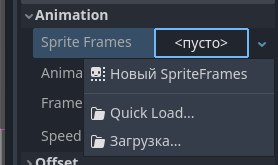 Animation
Sprite Frames <пусто>
Anima
Новый SpriteFrames
Frame
Quick Load...
Speed
Загрузка...
Offset